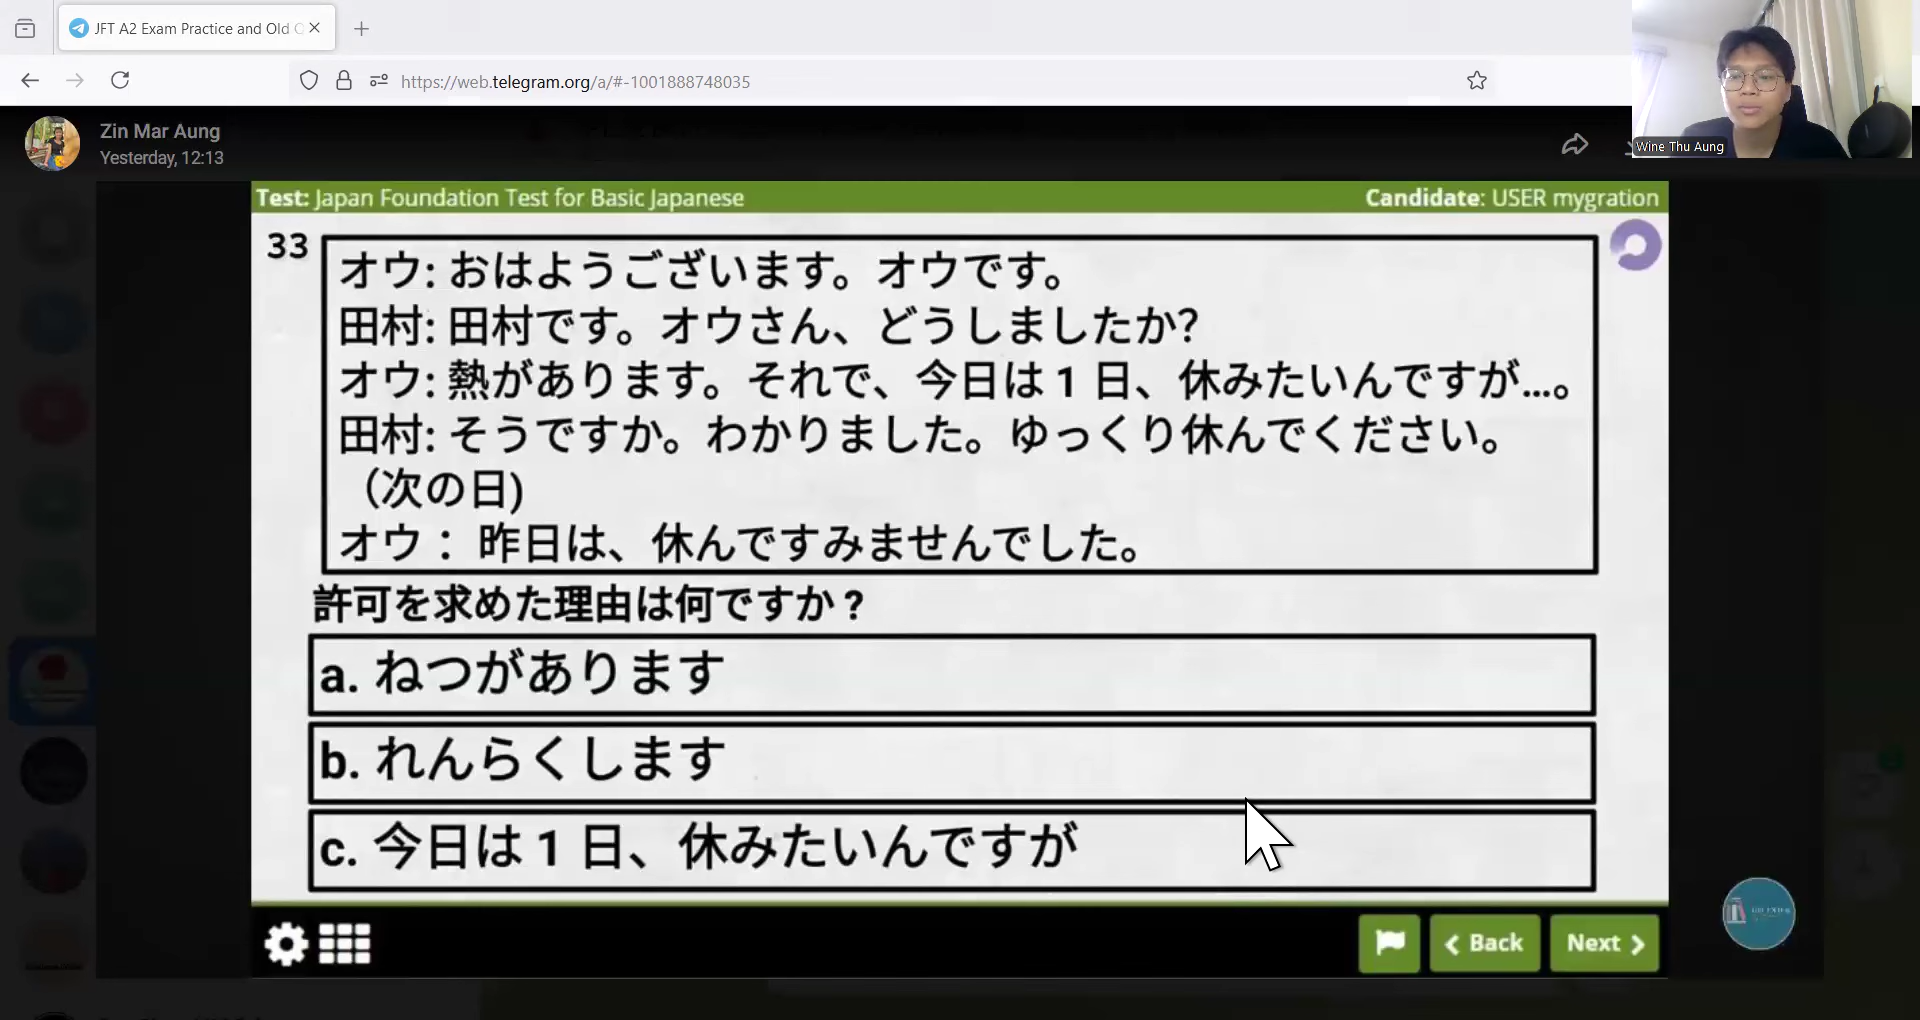 JFT A2 Exam Practice and Old Q
https://web.telegram.org/a/#-1001888748035
Zin Mar Aung
Yesterday, 12:13
Wine Thu Aung
Test: Japan Foundation Test for Basic Japanese
Candidate: USER mygration
33
オウ: おはようございます。オウです。
田村: 田村です。オウさん、どうしましたか?
オウ: 熱があります。それで、今日は 1 日、休みたいんですが...。
田村: そうですか。わかりました。ゆっくり休んでください。
（次の日)
オウ： 昨日は、休んですみませんでした。
許可を求めた理由は何ですか？
a. ねつがあります
b. れんらくします
c. 今日は 1 日、休みたいんですが
Back
Next